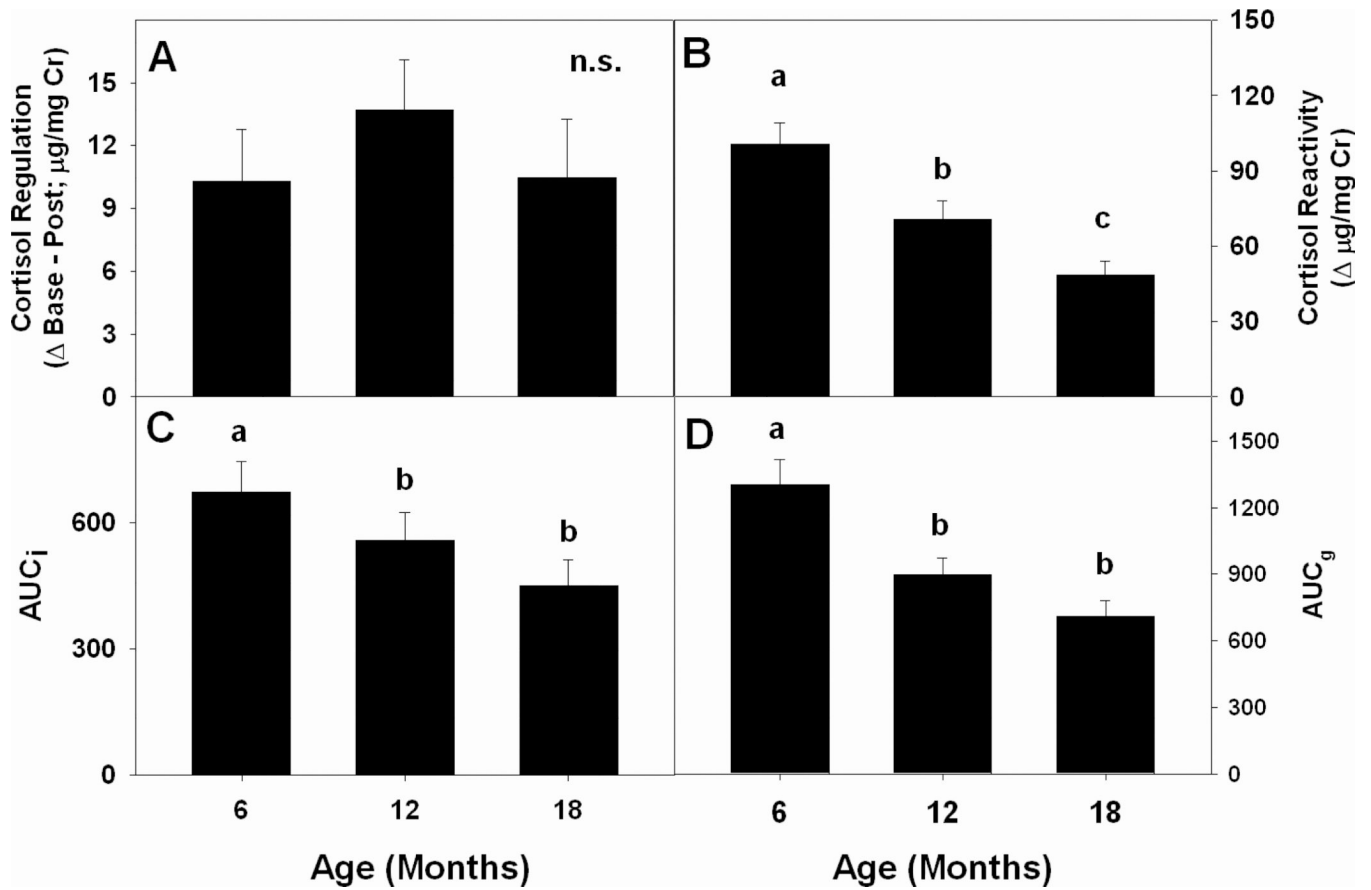 A
n.s.
15
12
9
6
3
0
Cortisol Regulation
(Δ Base - Post; μg/mg Cr)
B
a
b
c
150
120
90
60
30
0
Cortisol Reactivity
(Δ μg/mg Cr)
C
a
b
b
600
300
0
AUCi
6
12
18
Age (Months)
D
a
b
b
1500
1200
900
600
300
0
AUCg
6
12
18
Age (Months)